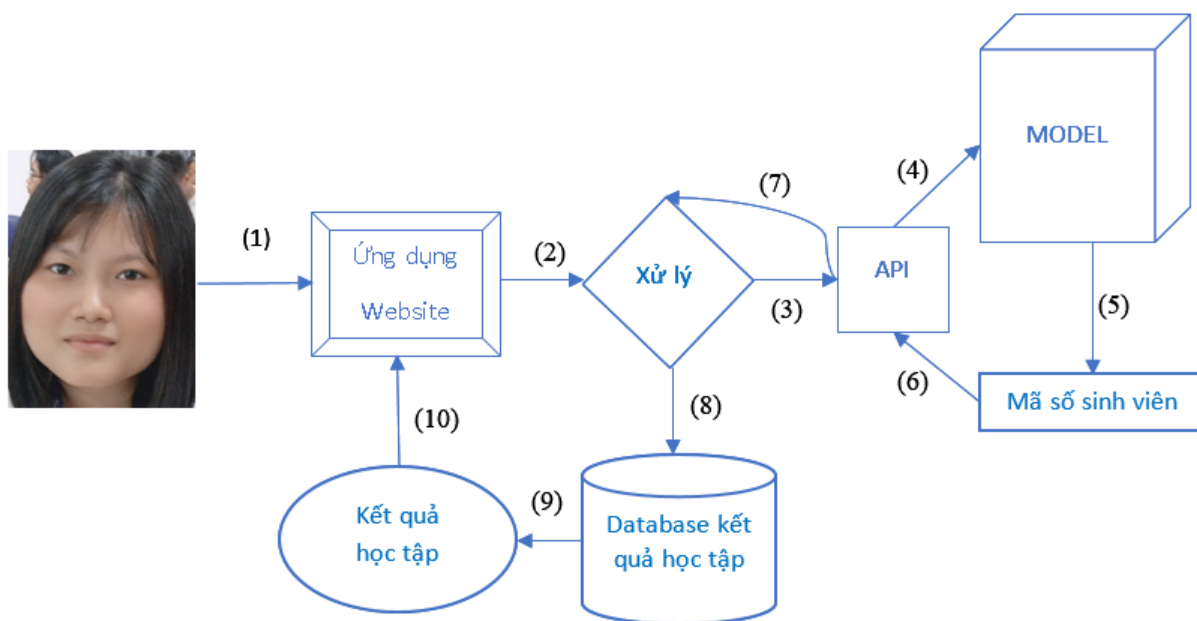 MODEL
(4)
(7)
(1)
Ứng dụng
Website
(2)
Xử lý
(3)
API
(5)
(6)
Mã số sinh viên
(8)
(10)
Kết quả
học tập
(9)
Database kết
quả học tập